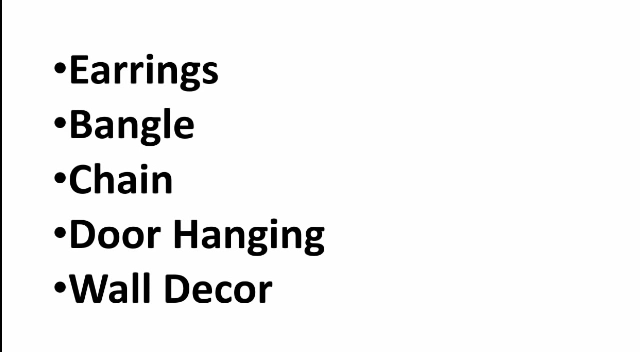 •Earrings
•Bangle
•Chain
•Door Hanging
•Wall Decor